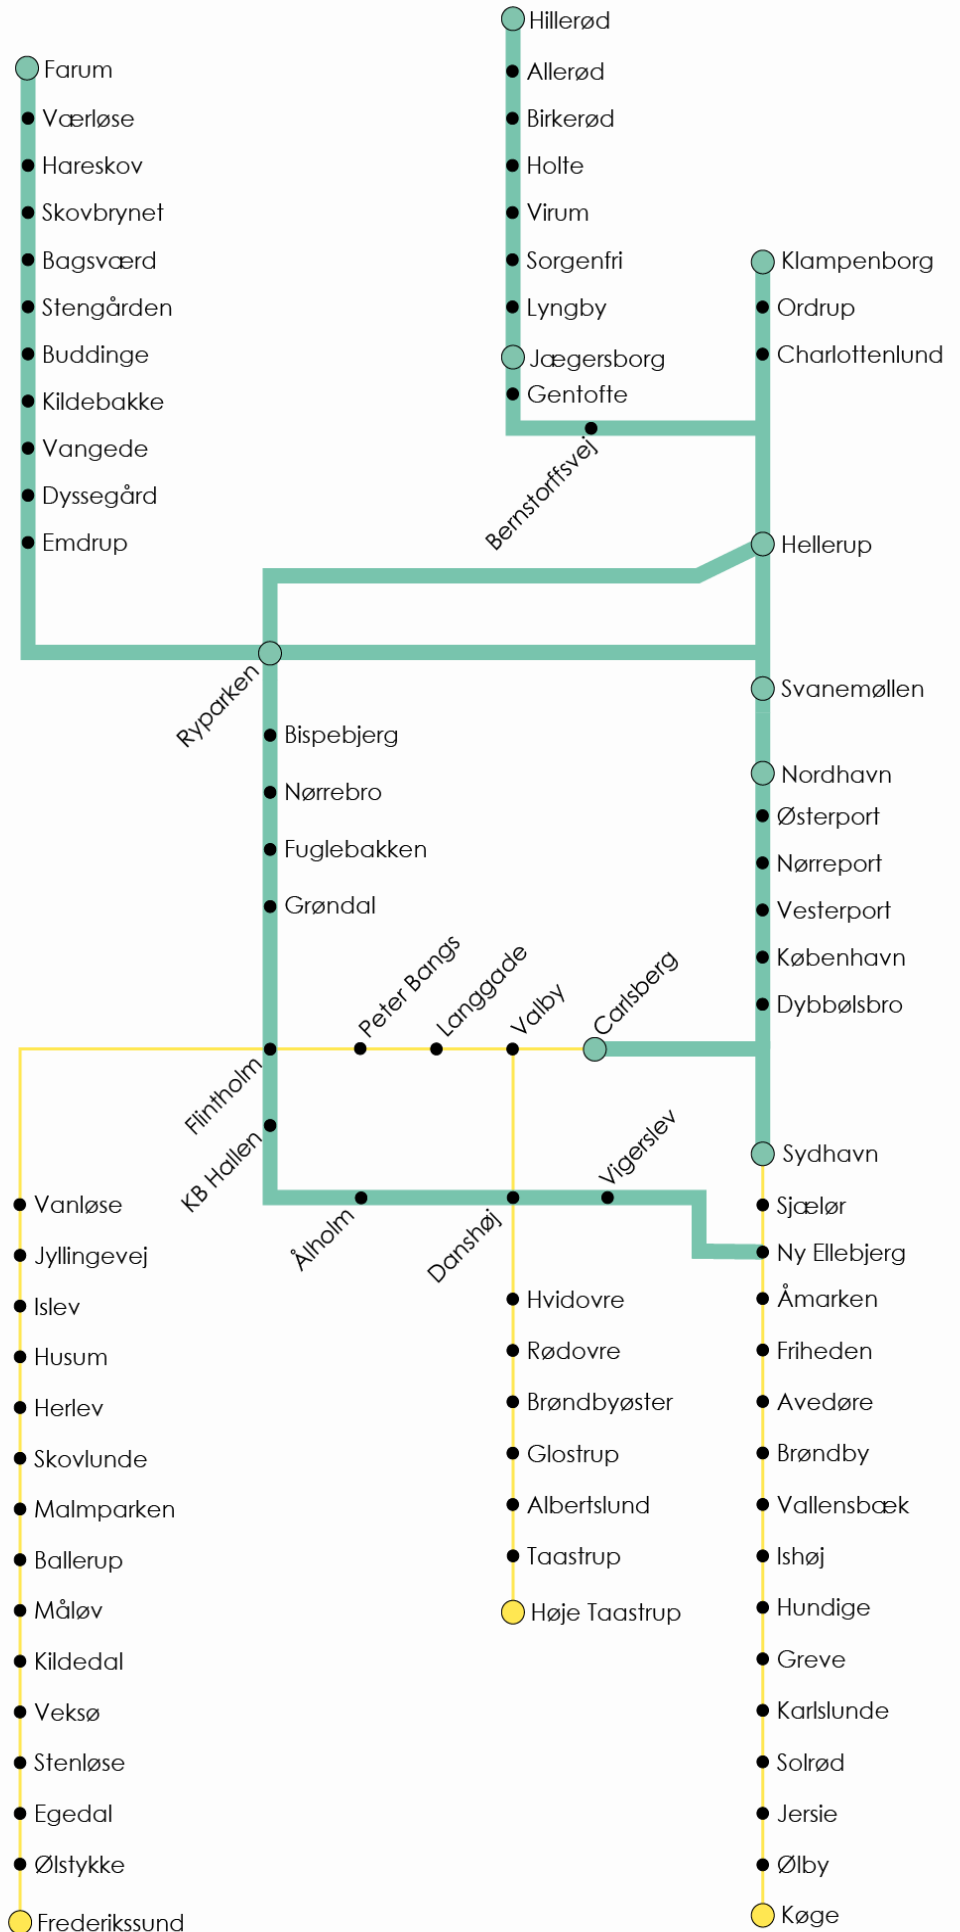 Hillerød
Allerød
Birkerød
Holte
Virum
Sorgenfri
Lyngby
Jægersborg
Gentofte
Bernstorffsvej
Farum
Værløse
Hareskov
Skovbrynet
Bagsværd
Stengården
Buddinge
Kildebakke
Vangede
Dyssegård
Emdrup
Klampenborg
Ordrup
Charlottenlund
Hellerup
Svanemøllen
Nordhavn
Østerport
Nørreport
Vesterport
København
Dybbølsbro
Ryparken
Bispebjerg
Nørrebro
Fuglebakken
Grøndal
Flintholm
KB Hallen
Peter Bangs
Langgade
Valby
Carlsberg
Ålholm
Danshøj
Vigerslev
Sydhavn
Sjælør
Ny Ellebjerg
Åmarken
Friheden
Avedøre
Brøndby
Vallensbæk
Ishøj
Hundige
Greve
Karlslunde
Solrød
Jersie
Ølby
Køge
Hvidovre
Rødovre
Brøndbyøster
Glostrup
Albertslund
Taastrup
Høje Taastrup
Vanløse
Jyllingevej
Islev
Husum
Herlev
Skovlunde
Malmparken
Ballerup
Måløv
Kildedal
Veksø
Stenløse
Egedal
Ølstykke
Frederikssund